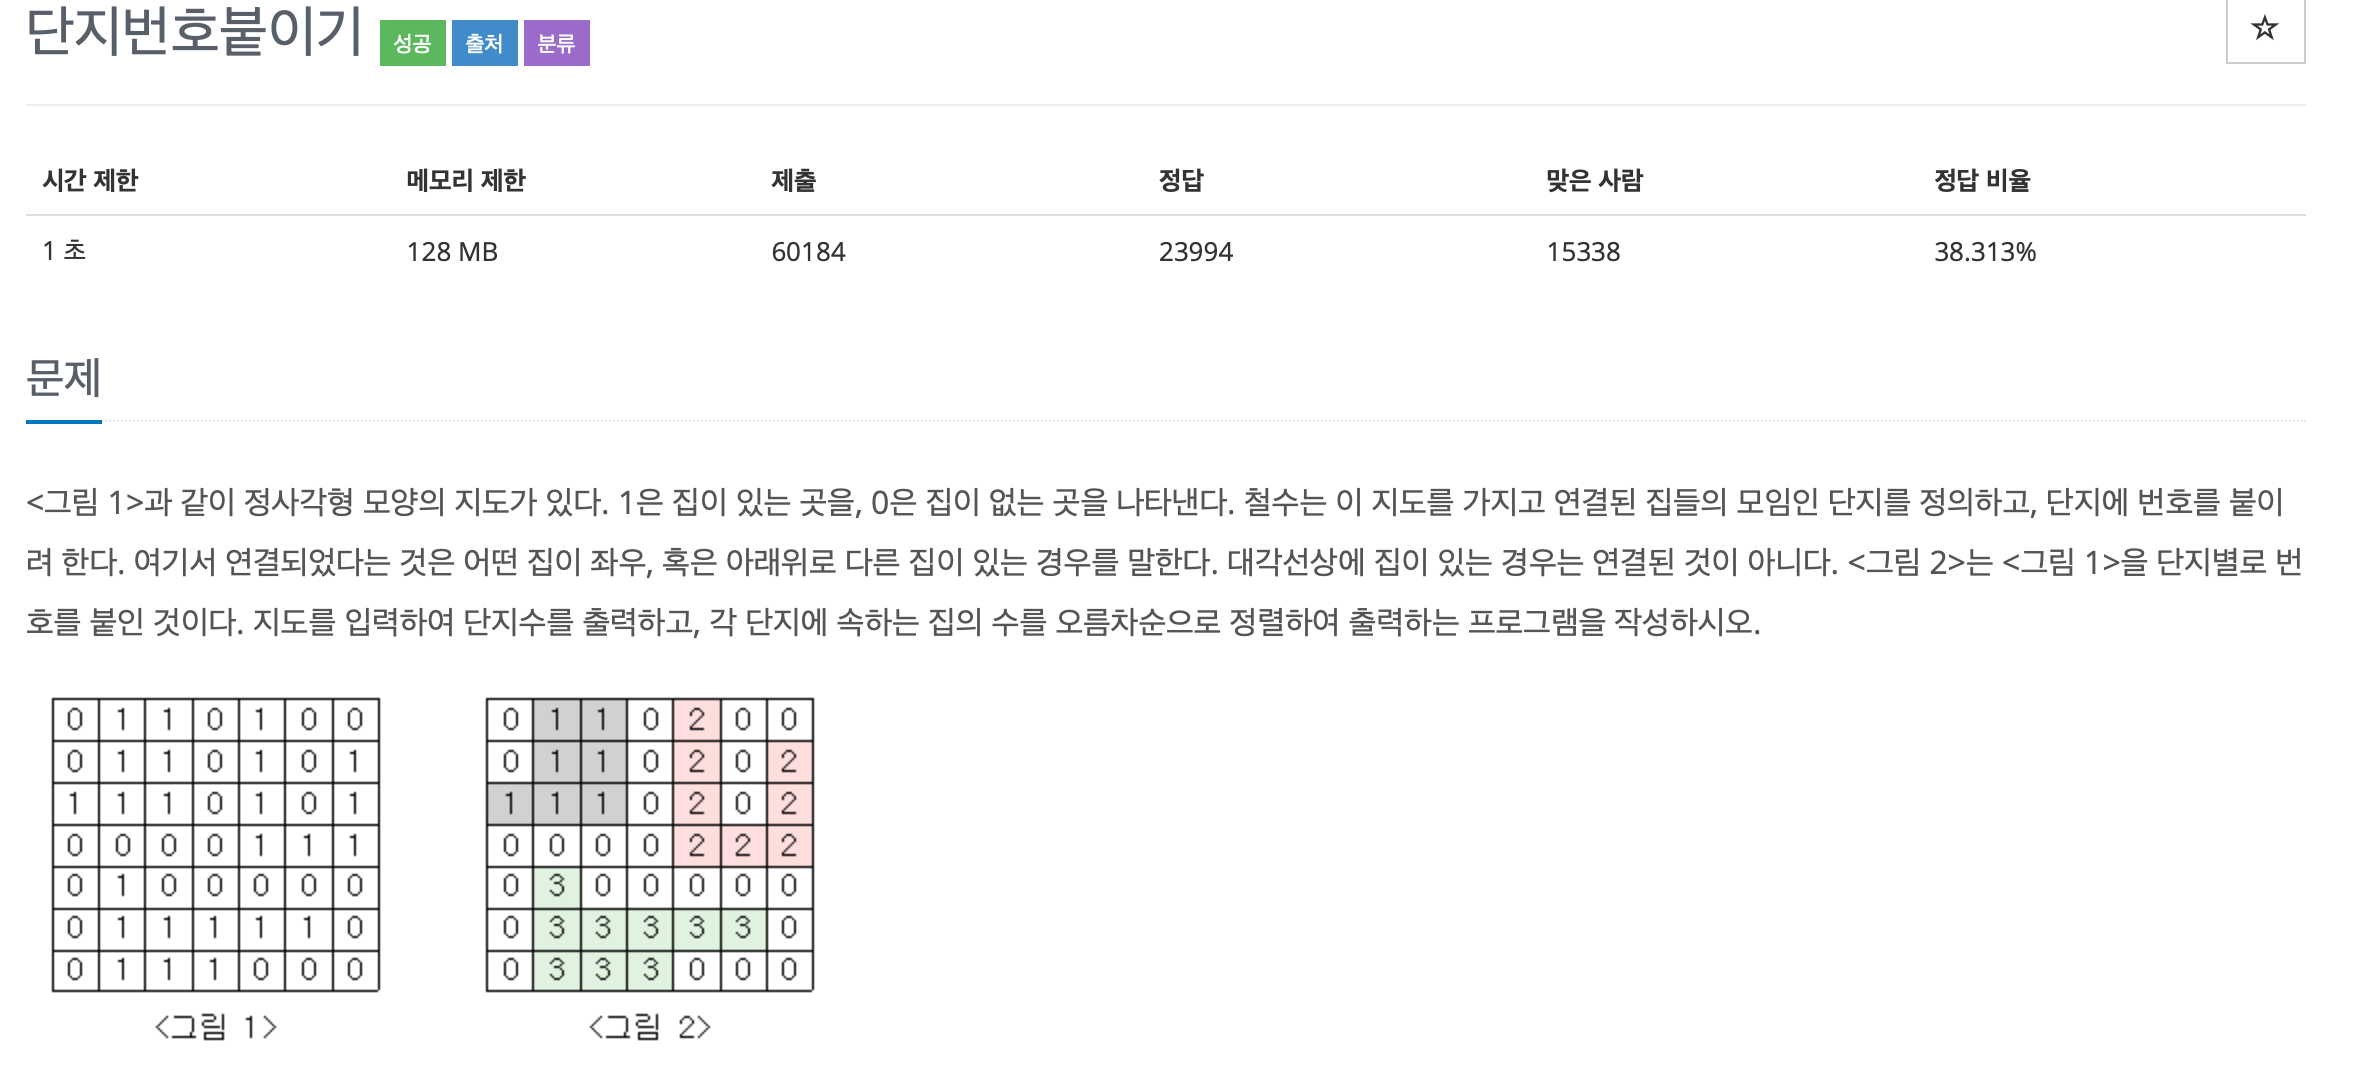 단지번호붙이기 성공 출처 분류
☆
시간 제한 메모리 제한 제출 정답 맞은 사람 정답 비율
1 초 128 MB 60184 23994 15338 38.313%
문제
<그림 1>과 같이 정사각형 모양의 지도가 있다. 1은 집이 있는 곳을, 0은 집이 없는 곳을 나타낸다. 철수는 이 지도를 가지고 연결된 집들의 모임인 단지를 정의하고, 단지에 번호를 붙이
려 한다. 여기서 연결되었다는 것은 어떤 집이 좌우, 혹은 아래위로 다른 집이 있는 경우를 말한다. 대각선상에 집이 있는 경우는 연결된 것이 아니다. <그림 2>는 <그림 1>을 단지별로 번
호를 붙인 것이다. 지도를 입력하여 단지수를 출력하고, 각 단지에 속하는 집의 수를 오름차순으로 정렬하여 출력하는 프로그램을 작성하시오.
0 1 1 0 1 0 0
0 1 1 0 1 0 1
1 1 1 0 1 0 1
0 0 0 0 1 1 1
0 1 0 0 0 0 0
0 1 1 1 1 1 0
0 1 1 1 0 0 0
<그림 1>
0 1 1 0 2 0 0
0 1 1 0 2 0 2
1 1 1 0 2 0 2
0 0 0 0 2 2 2
0 3 0 0 0 0 0
0 3 3 3 3 3 0
0 3 3 3 0 0 0
<그림 2>